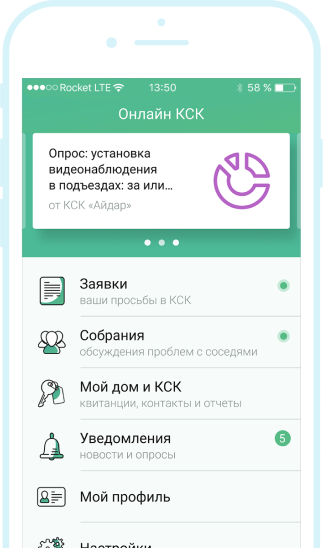 Rocket LTE 13:50 58 %
Онлайн КСК
Опрос: установка
видеонаблюдения
в подъездах: за или...
от КСК «Айдар»
Заявки
ваши просьбы в КСК
Собрания
обсуждения проблем с соседями
Мой дом и КСК
квитанции, контакты и отчеты
Уведомления
5
новости и опросы
Мой профиль
Настройки